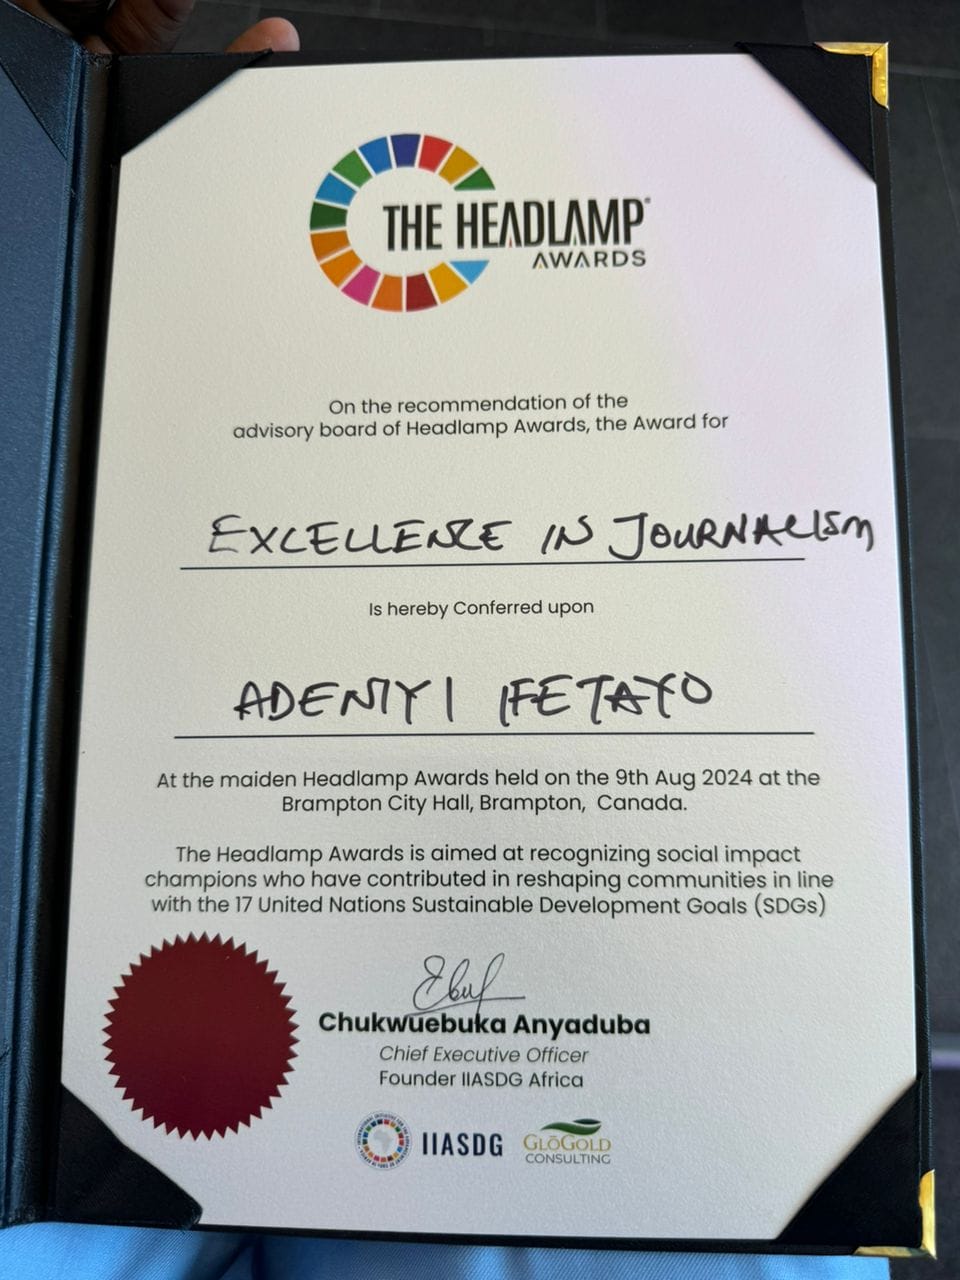 THE HEADLAMP
AWARDS
On the recommendation of the
advisory board of Headlamp Awards, the Award for
EXCELLENCE IN JOURNALISM
Is hereby Conferred upon
ADENIYI IFETAYO
At the maiden Headlamp Awards held on the 9th Aug 2024 at the
Brampton City Hall, Brampton, Canada.
The Headlamp Awards is aimed at recognizing social impact
champions who have contributed in reshaping communities in line
with the 17 United Nations Sustainable Development Goals (SDGs)
Chukwuebuka Anyaduba
Chief Executive Officer
Founder IIASDG Africa
IIASDG
GLŌGOLD
CONSULTING